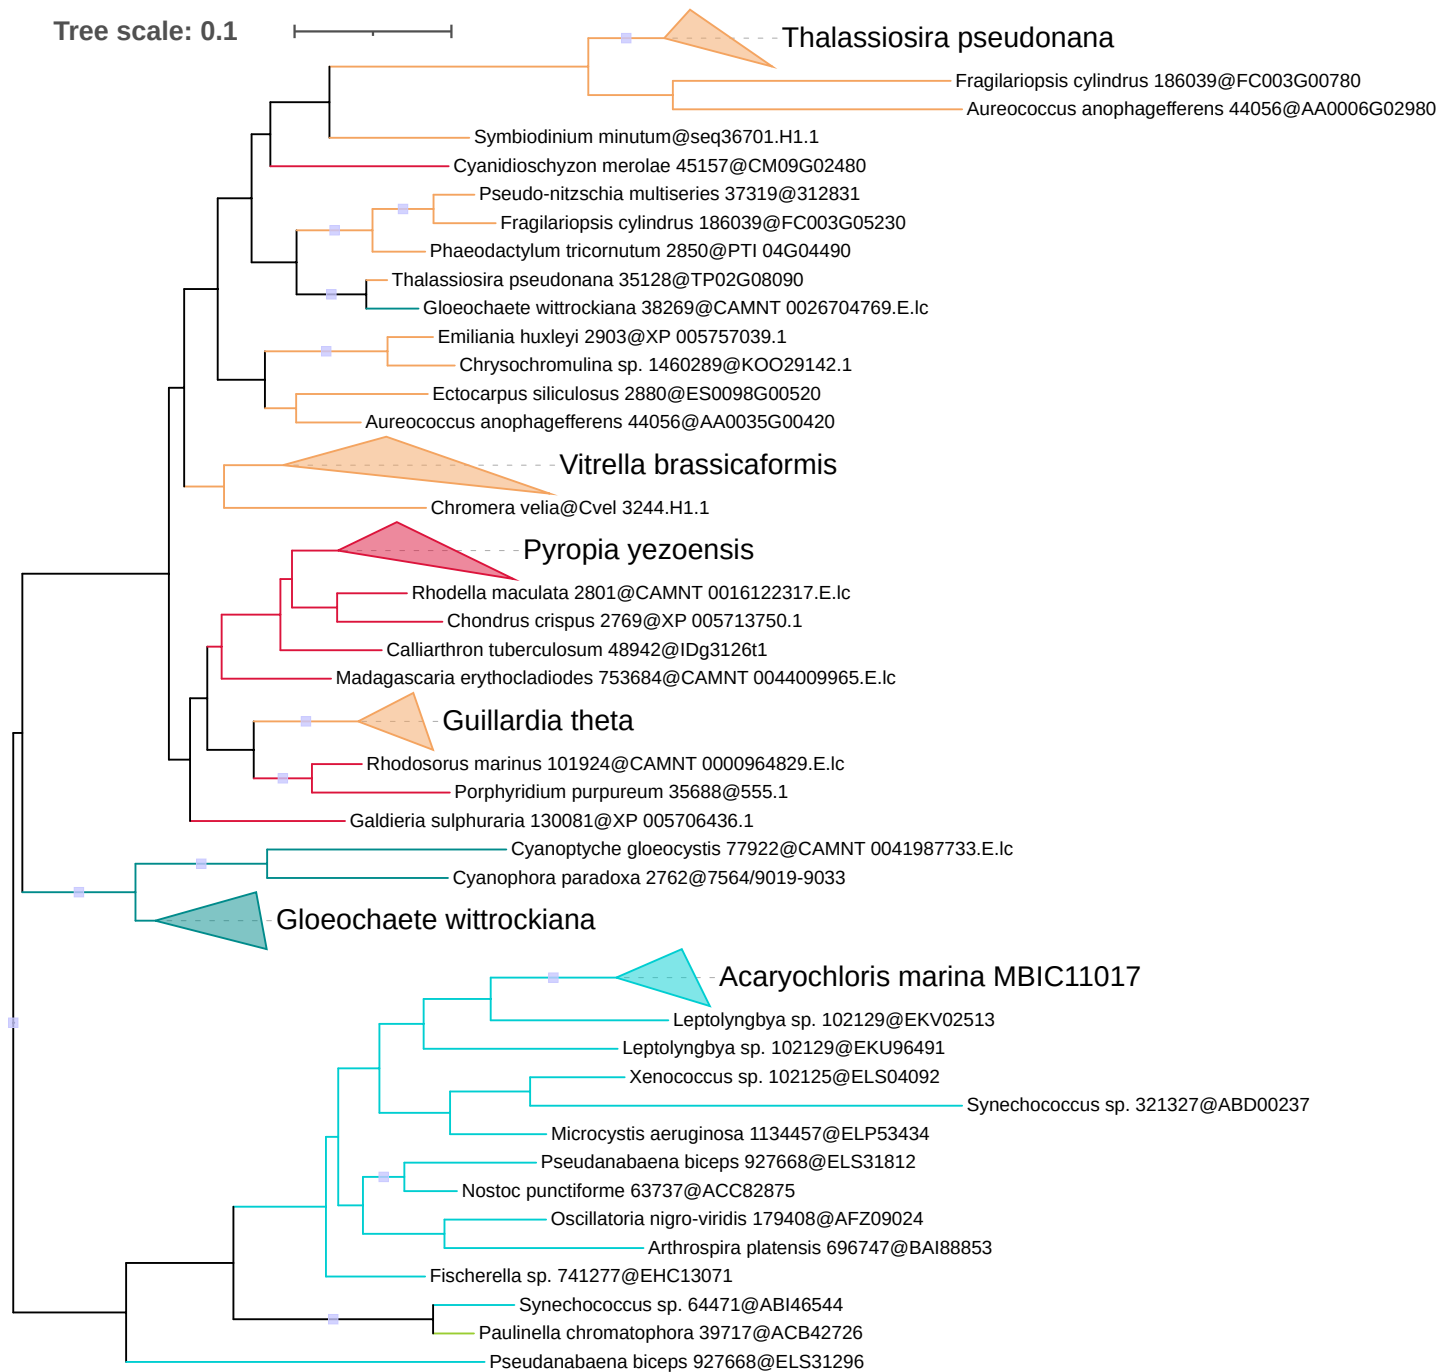 Tree scale: 0.1
Thalassiosira pseudonana
Fragilariopsis cylindrus 186039@FC003G00780
Aureococcus anophagefferens 44056@AA0006G02980
Symbiodinium minutum@seq36701.H1.1
Cyanidioschyzon merolae 45157@CM09G02480
Pseudo-nitzschia multiseries 37319@312831
Fragilariopsis cylindrus 186039@FC003G05230
Phaeodactylum tricornutum 2850@PTI 04G04490
Thalassiosira pseudonana 35128@TP02G08090
Gloeochaete wittrockiana 38269@CAMNT 0026704769.E.lc
Emiliania huxleyi 2903@XP 005757039.1
Chrysochromulina sp. 1460289@KOO29142.1
Ectocarpus siliculosus 2880@ES0098G00520
Aureococcus anophagefferens 44056@AA0035G00420
Vitrella brassicaformis
Chromera velia@Cvel 3244.H1.1
Pyropia yezoensis
Rhodella maculata 2801@CAMNT 0016122317.E.lc
Chondrus crispus 2769@XP 005713750.1
Calliarthron tuberculosum 48942@IDg3126t1
Madagascaria erythocladiodes 753684@CAMNT 0044009965.E.lc
Guillardia theta
Rhodosorus marinus 101924@CAMNT 0000964829.E.lc
Porphyridium purpureum 35688@555.1
Galdieria sulphuraria 130081@XP 005706436.1
Cyanoptyche gloeocystis 77922@CAMNT 0041987733.E.lc
Cyanophora paradoxa 2762@7564/9019-9033
Gloeochaete wittrockiana
Acaryochloris marina MBIC11017
Leptolyngbya sp. 102129@EKV02513
Leptolyngbya sp. 102129@EKU96491
Xenococcus sp. 102125@ELS04092
Synechococcus sp. 321327@ABD00237
Microcystis aeruginosa 1134457@ELP53434
Pseudanabaena biceps 927668@ELS31812
Nostoc punctiforme 63737@ACC82875
Oscillatoria nigro-viridis 179408@AFZ09024
Arthrospira platensis 696747@BAI88853
Fischerella sp. 741277@EHC13071
Synechococcus sp. 64471@ABI46544
Paulinella chromatophora 39717@ACB42726
Pseudanabaena biceps 927668@ELS31296